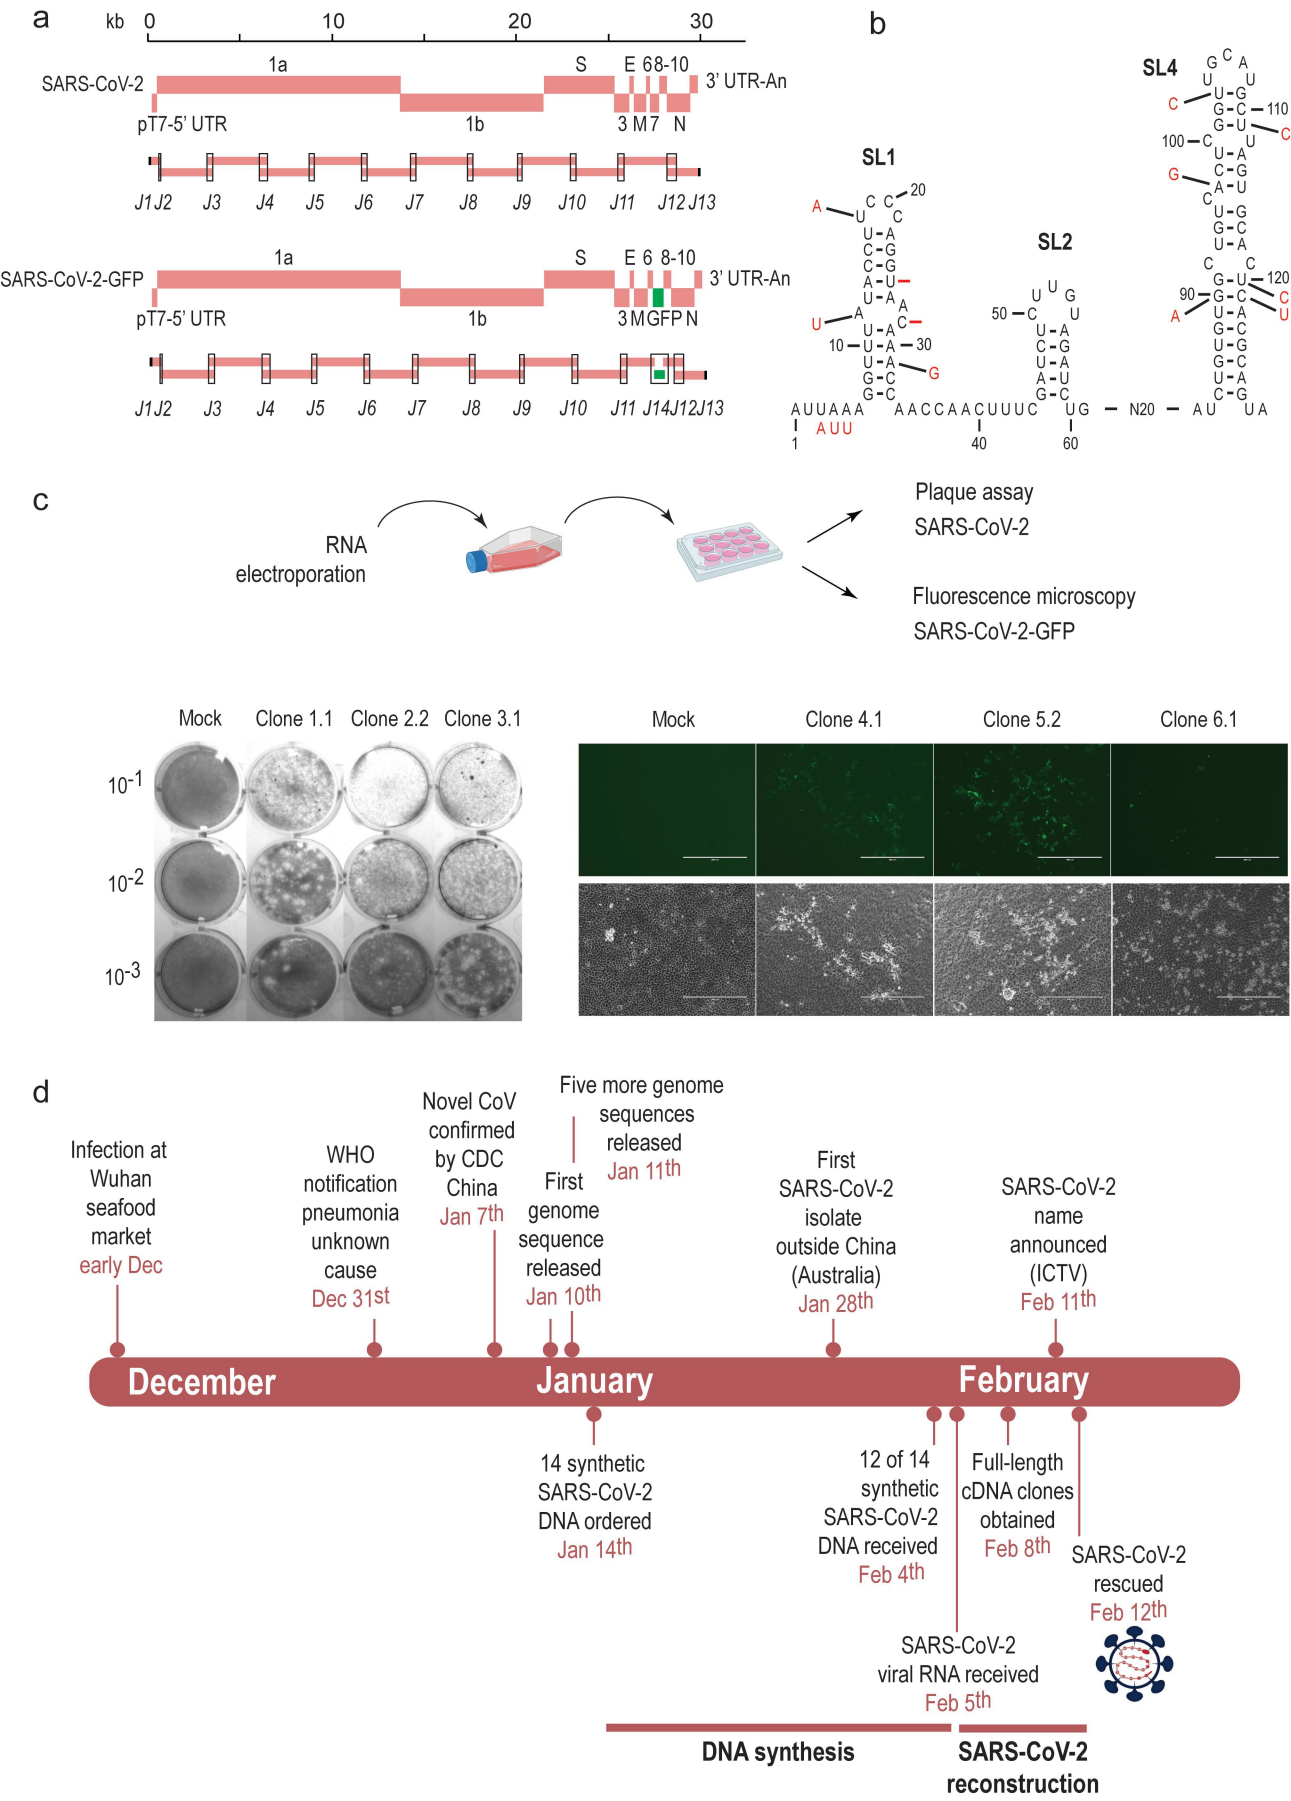 a
kb 0 10 20 30
1a S E 6 8-10
SARS-CoV-2 3' UTR-An
pT7-5' UTR 1b 3 M 7 N
J1 J2 J3 J4 J5 J6 J7 J8 J9 J10 J11 J12 J13
1a S E 6 8-10
SARS-CoV-2-GFP 3' UTR-An
pT7-5' UTR 1b 3 M GFP N
J1 J2 J3 J4 J5 J6 J7 J8 J9 J10 J11 J14 J12 J13
b
SL1
SL2
SL4
20
10
30
50
90
100
110
120
AUUAAA
AUU
AACCAACUUUC
UG — N20 — AU
UA
1 40 60
c
RNA
electroporation
Plaque assay
SARS-CoV-2
Fluorescence microscopy
SARS-CoV-2-GFP
Mock Clone 1.1 Clone 2.2 Clone 3.1
10-1
10-2
10-3
Mock Clone 4.1 Clone 5.2 Clone 6.1
d
Infection at
Wuhan
seafood
market
early Dec
WHO
notification
pneumonia
unknown
cause
Dec 31st
Novel CoV
confirmed
by CDC
China
Jan 7th
First
genome
sequence
released
Jan 10th
Five more genome
sequences
released
Jan 11th
First
SARS-CoV-2
isolate
outside China
(Australia)
Jan 28th
SARS-CoV-2
name
announced
(ICTV)
Feb 11th
December January February
14 synthetic
SARS-CoV-2
DNA ordered
Jan 14th
12 of 14
synthetic
SARS-CoV-2
DNA received
Feb 4th
SARS-CoV-2
viral RNA received
Feb 5th
Full-length
cDNA clones
obtained
Feb 8th
SARS-CoV-2
rescued
Feb 12th
DNA synthesis
SARS-CoV-2
reconstruction